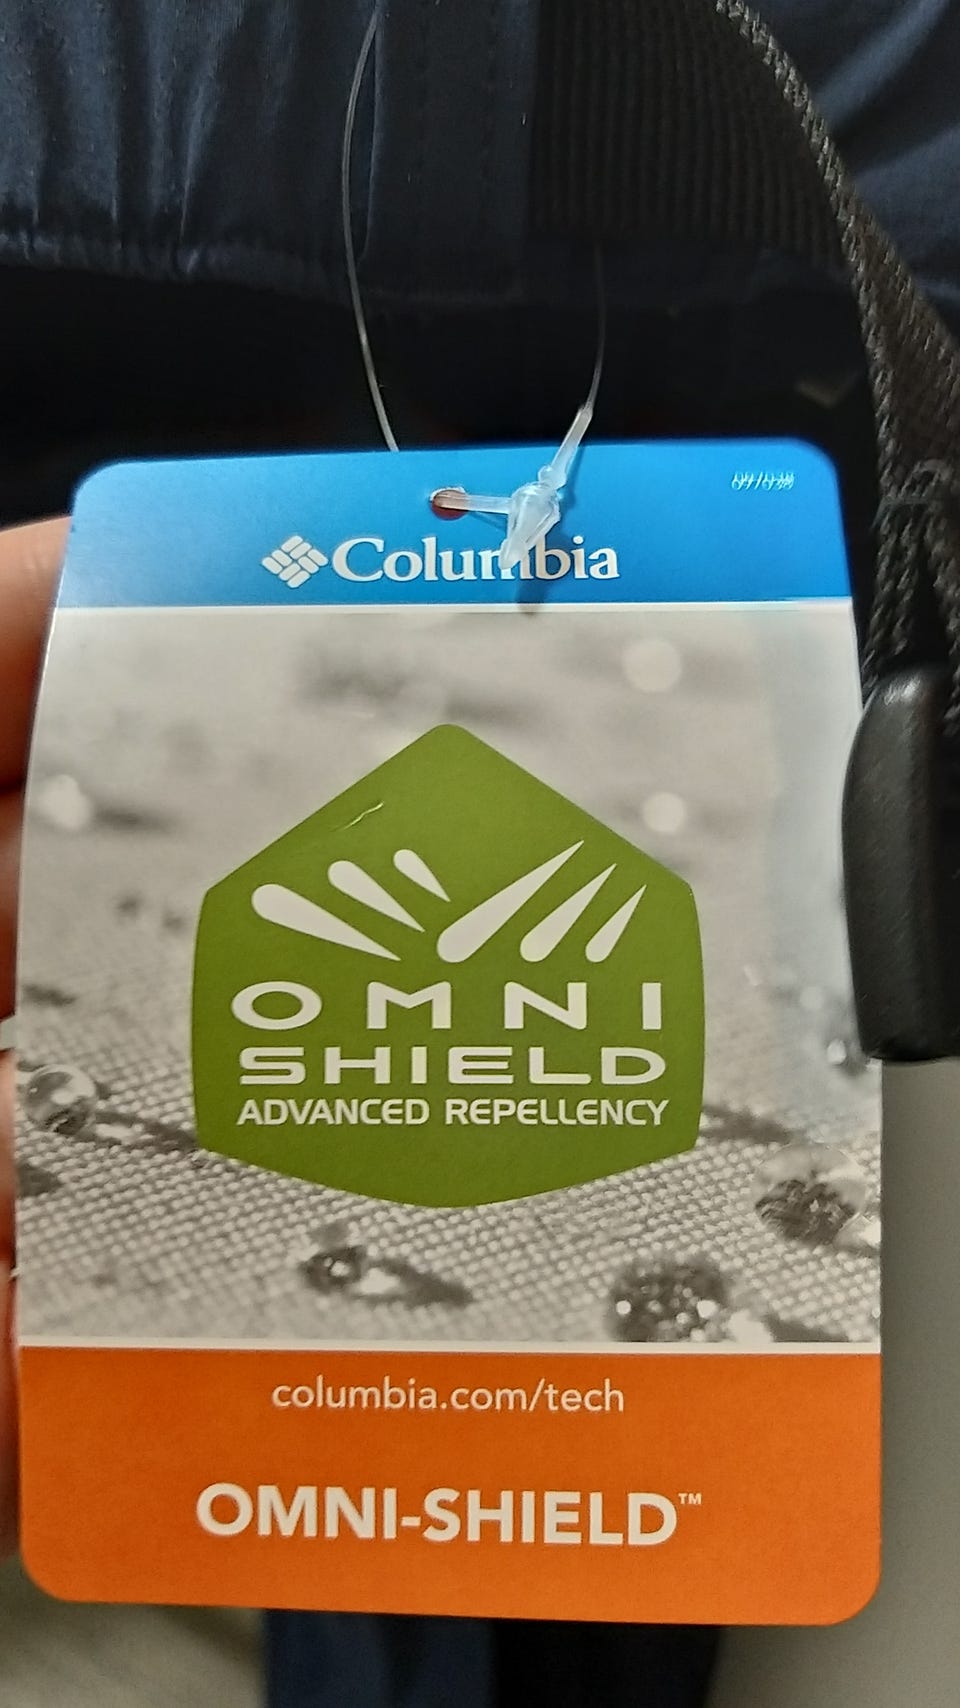 Columbia
OMNI
SHIELD
ADVANCED REPELLENCY
columbia.com/tech
OMNI-SHIELD™